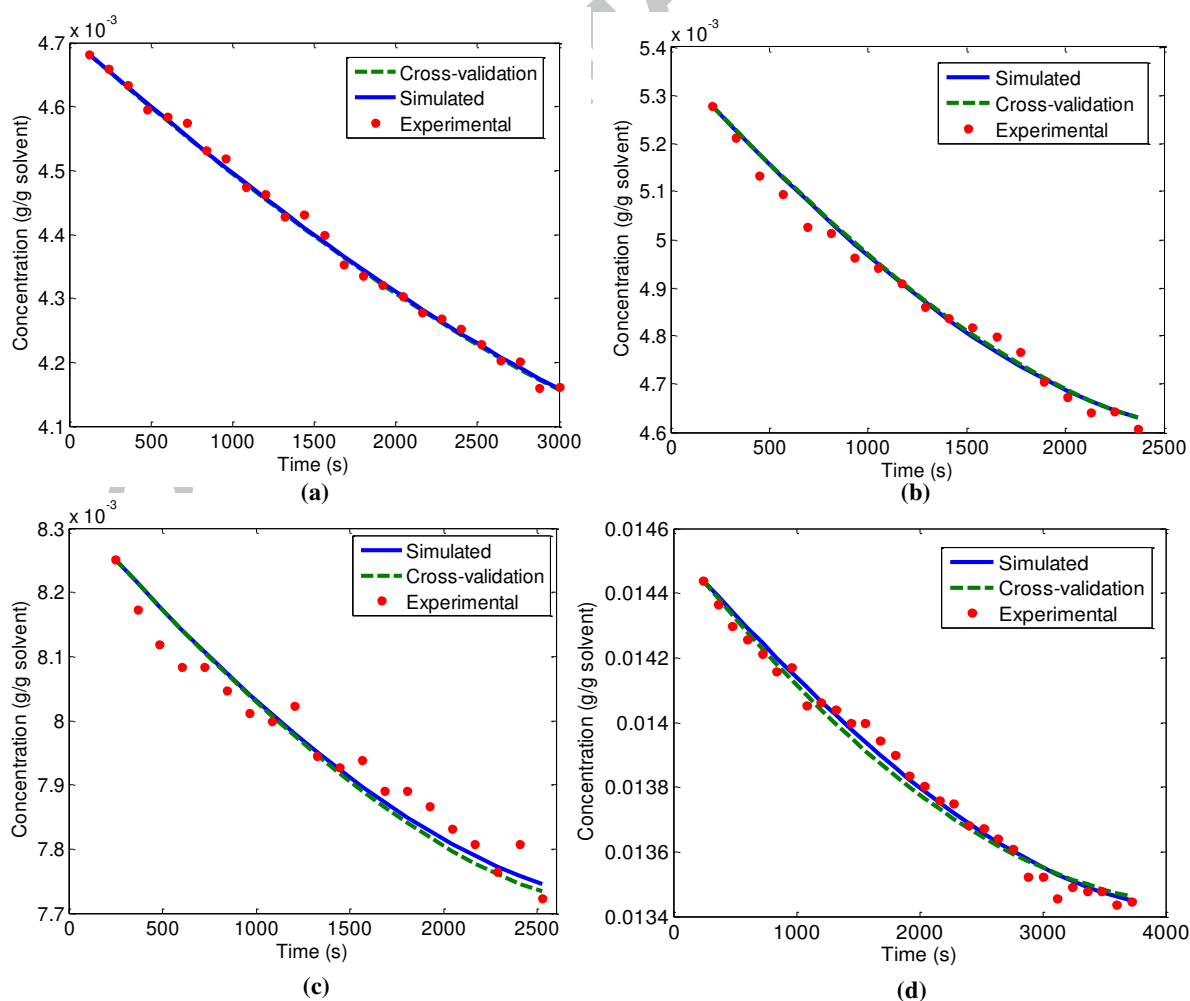 x 10-3
4.7
4.6
4.5
4.4
4.3
4.2
4.1
0 500 1000 1500 2000 2500 3000
Concentration (g/g solvent)
Time (s)
Cross-validation
Simulated
Experimental
(a)
x 10-3
5.4
5.3
5.2
5.1
5
4.9
4.8
4.7
4.6
0 500 1000 1500 2000 2500
Concentration (g/g solvent)
Time (s)
Simulated
Cross-validation
Experimental
(b)
x 10-3
8.3
8.2
8.1
8
7.9
7.8
7.7
0 500 1000 1500 2000 2500
Concentration (g/g solvent)
Time (s)
Simulated
Cross-validation
Experimental
(c)
0.0146
0.0144
0.0142
0.014
0.0138
0.0136
0.0134
0 1000 2000 3000 4000
Concentration (g/g solvent)
Time (s)
Simulated
Cross-validation
Experimental
(d)